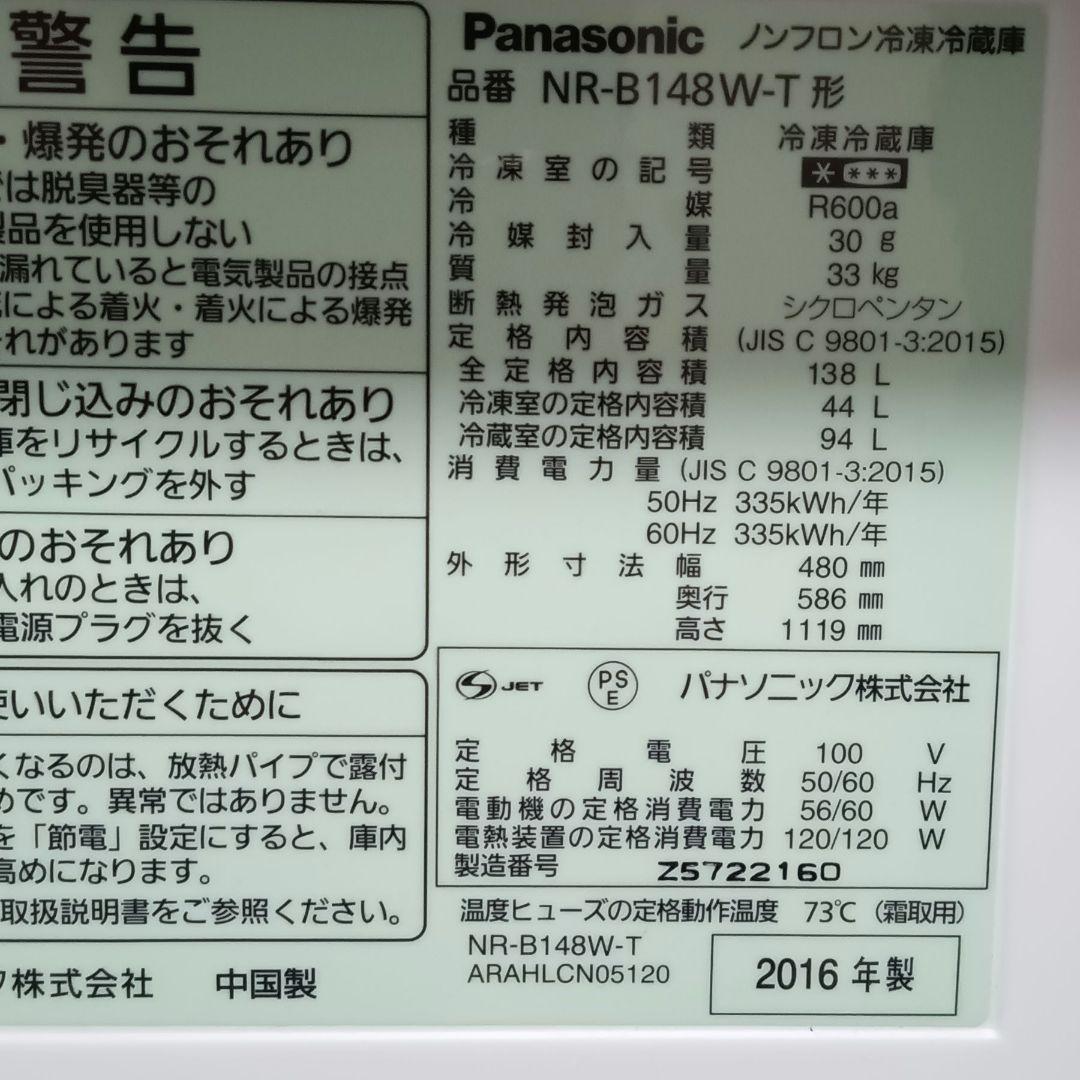 警告
・爆発のおそれあり
では脱臭器等の
製品を使用しない
漏れていると電気製品の接点
による着火・着火による爆発
それがあります
閉じ込みのおそれあり
庫をリサイクルするときは、
パッキングを外す
のおそれあり
入れのときは、
電源プラグを抜く
使いいただくために
くなるのは、放熱パイプで露付
めです。異常ではありません。
を「節電」設定にすると、庫内
高めになります。
取扱説明書をご参照ください。
ク株式会社 中国製
Panasonic ノンフロン冷凍冷蔵庫
品番 NR-B148W-T 形
種類 冷凍冷蔵庫
冷凍室の記号 * ***
冷媒 R600a
冷媒封入量 30 g
質量 33 kg
断熱発泡ガス シクロペンタン
定格内容積 (JIS C 9801-3:2015)
全定格内容積 138 L
冷凍室の定格内容積 44 L
冷蔵室の定格内容積 94 L
消費電力量 (JIS C 9801-3:2015)
50Hz 335kWh/年
60Hz 335kWh/年
外形寸法 幅 480 mm
奥行 586 mm
高さ 1119 mm
S JET PSE パナソニック株式会社
定格電圧 100 V
定格周波数 50/60 Hz
電動機の定格消費電力 56/60 W
電熱装置の定格消費電力 120/120 W
製造番号 Z5722160
温度ヒューズの定格動作温度 73℃ (霜取用)
NR-B148W-T
ARAHLCN05120
2016 年製